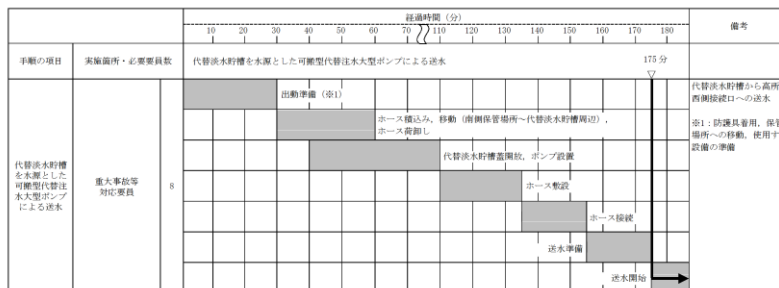 経過時間（分）
備考
10 20 30 40 50 60 70 80 90 100 110 120 130 140 150 160 170 180
手順の項目
実施箇所・必要要員数
代替淡水貯槽を水源とした可搬型代替注水大型ポンプによる送水
175 分
代替淡水貯槽
を水源とした
可搬型代替注
水大型ポンプ
による送水
重大事故等
対応要員
8
出動準備（※1）
ホース積込み，移動（南側保管場所～代替淡水貯槽周辺），
ホース荷卸し
代替淡水貯槽蓋開放，ポンプ設置
ホース敷設
ホース接続
送水準備
送水開始
代替淡水貯槽から高所
西側接続口への送水
※1：防護具着用，保管
場所への移動，使用す
設備の準備